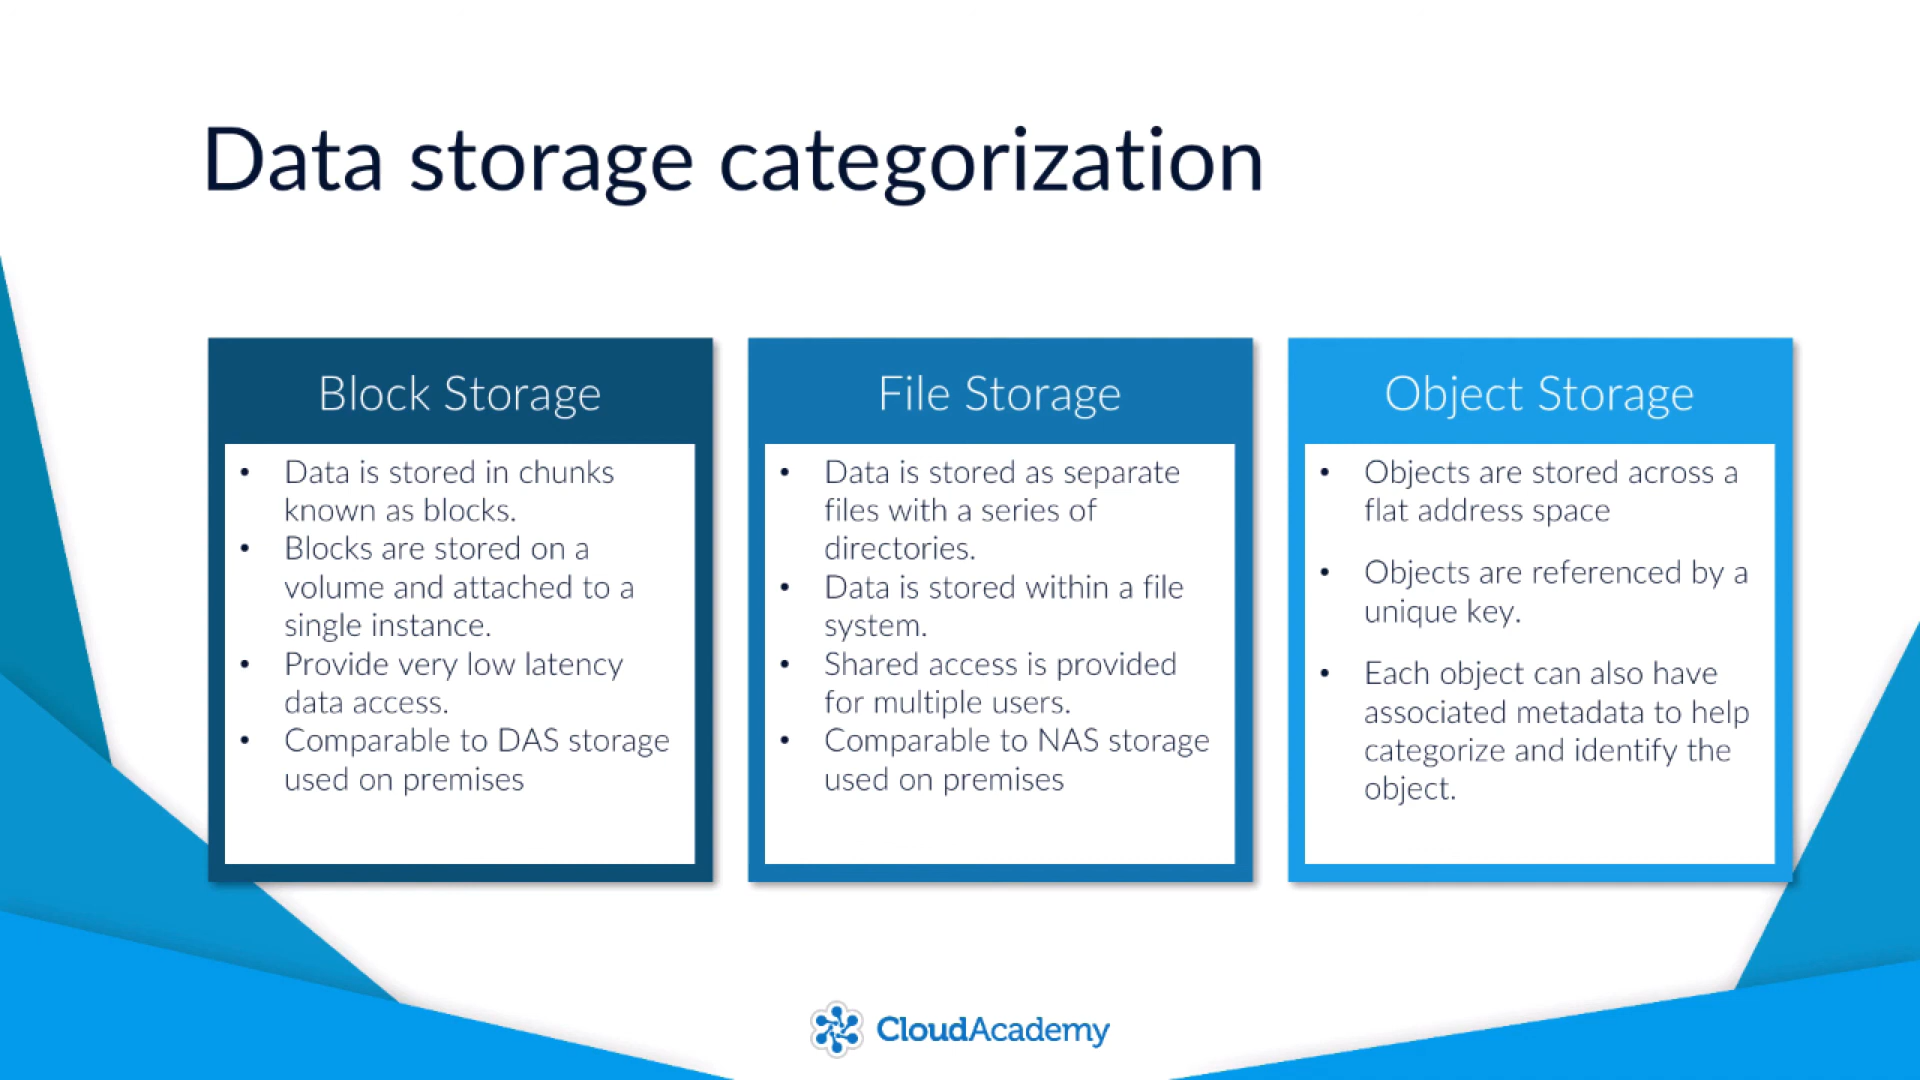 Data storage categorization
Block Storage
• Data is stored in chunks
known as blocks.
• Blocks are stored on a
volume and attached to a
single instance.
• Provide very low latency
data access.
• Comparable to DAS storage
used on premises
File Storage
• Data is stored as separate
files with a series of
directories.
• Data is stored within a file
system.
• Shared access is provided
for multiple users.
• Comparable to NAS storage
used on premises
Object Storage
• Objects are stored across a
flat address space
• Objects are referenced by a
unique key.
• Each object can also have
associated metadata to help
categorize and identify the
object.
CloudAcademy